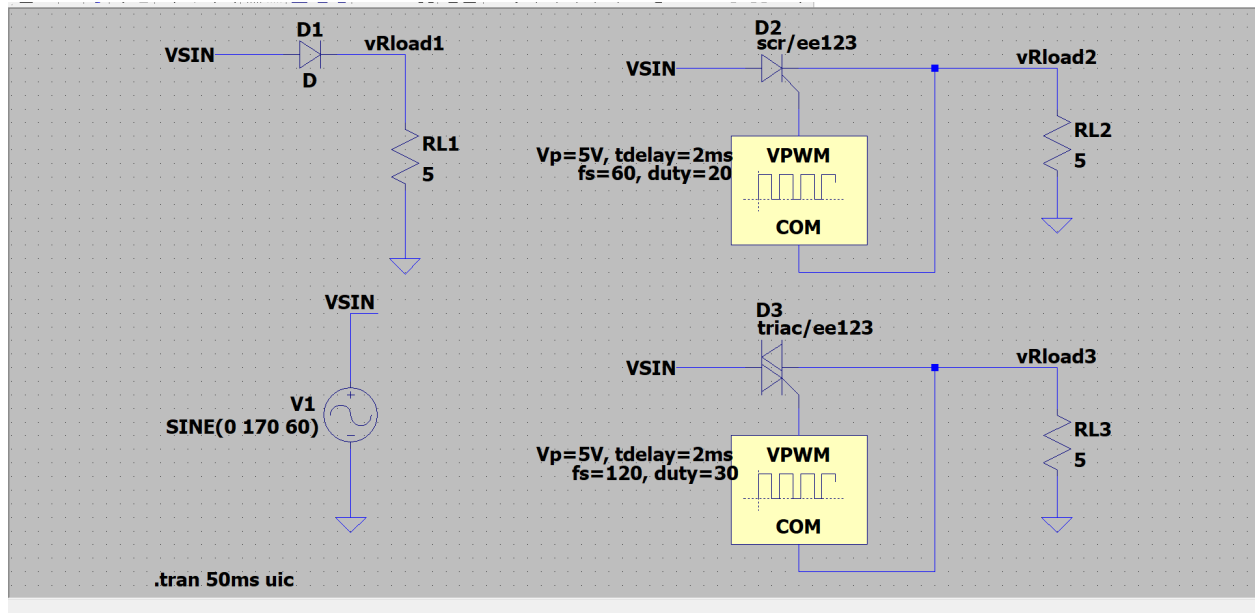 D1
vRload1
VSIN
D
RL1
5
VSIN
V1
SINE(0 170 60)
.tran 50ms uic
D2
scr/ee123
vRload2
VSIN
RL2
5
Vp=5V, tdelay=2ms
fs=60, duty=20
VPWM
COM
D3
triac/ee123
vRload3
VSIN
RL3
5
Vp=5V, tdelay=2ms
fs=120, duty=30
VPWM
COM